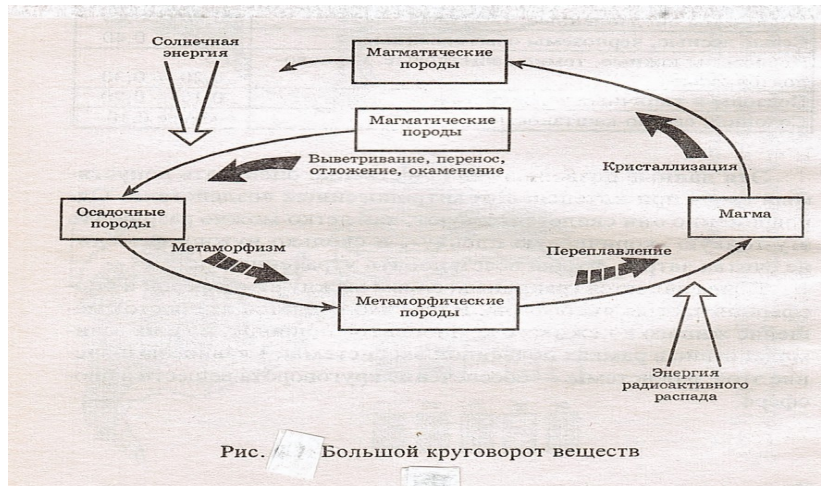 Солнечная
энергия
Магматические
породы
Магматические
породы
Выветривание, перенос,
отложение, окаменение
Кристаллизация
Осадочные
породы
Магма
Метаморфизм
Переплавление
Метаморфические
породы
Энергия
радиоактивного
распада
Рис. Большой круговорот веществ